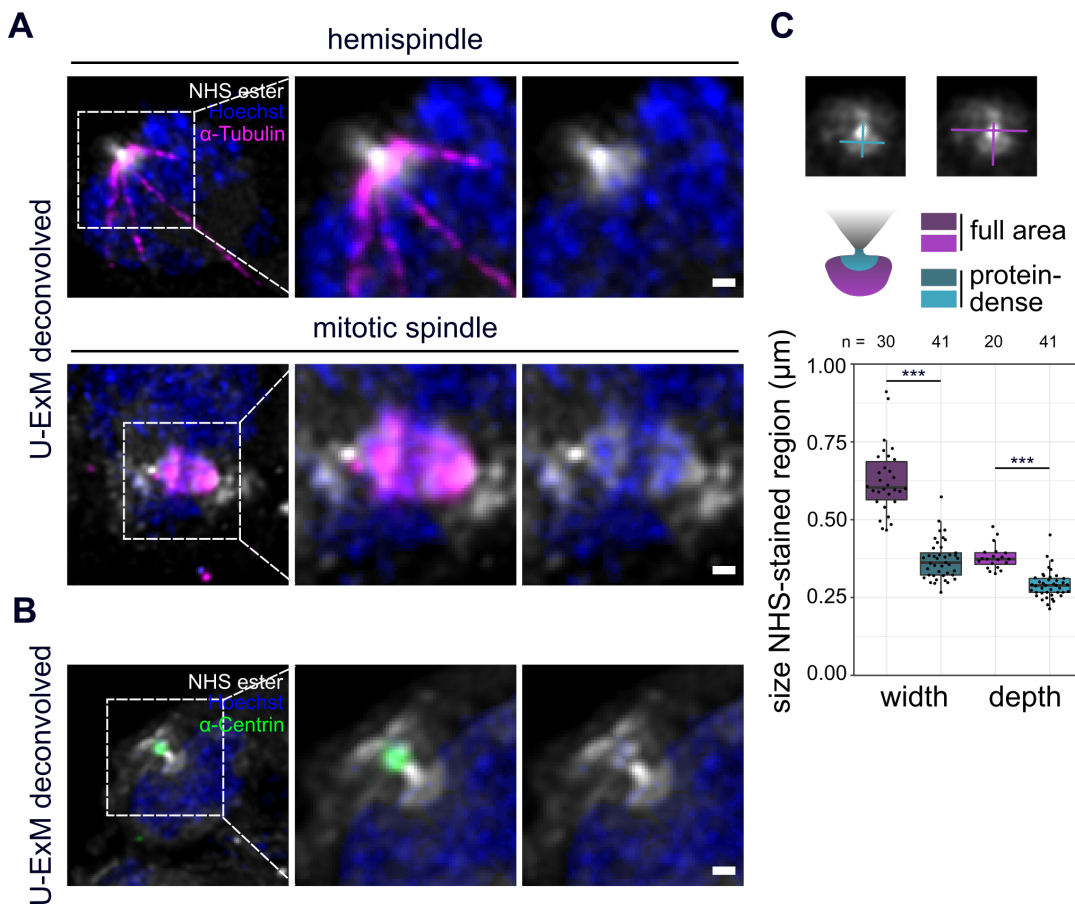 A
hemispindle
NHS ester
Hoechst
α-Tubulin
U-ExM deconvolved
mitotic spindle
B
U-ExM deconvolved
NHS ester
Hoechst
α-Centrin
C
full area
protein-
dense
n = 30 41 20 41
size NHS-stained region (µm)
1.00
0.75
0.50
0.25
0.00
***
***
width depth